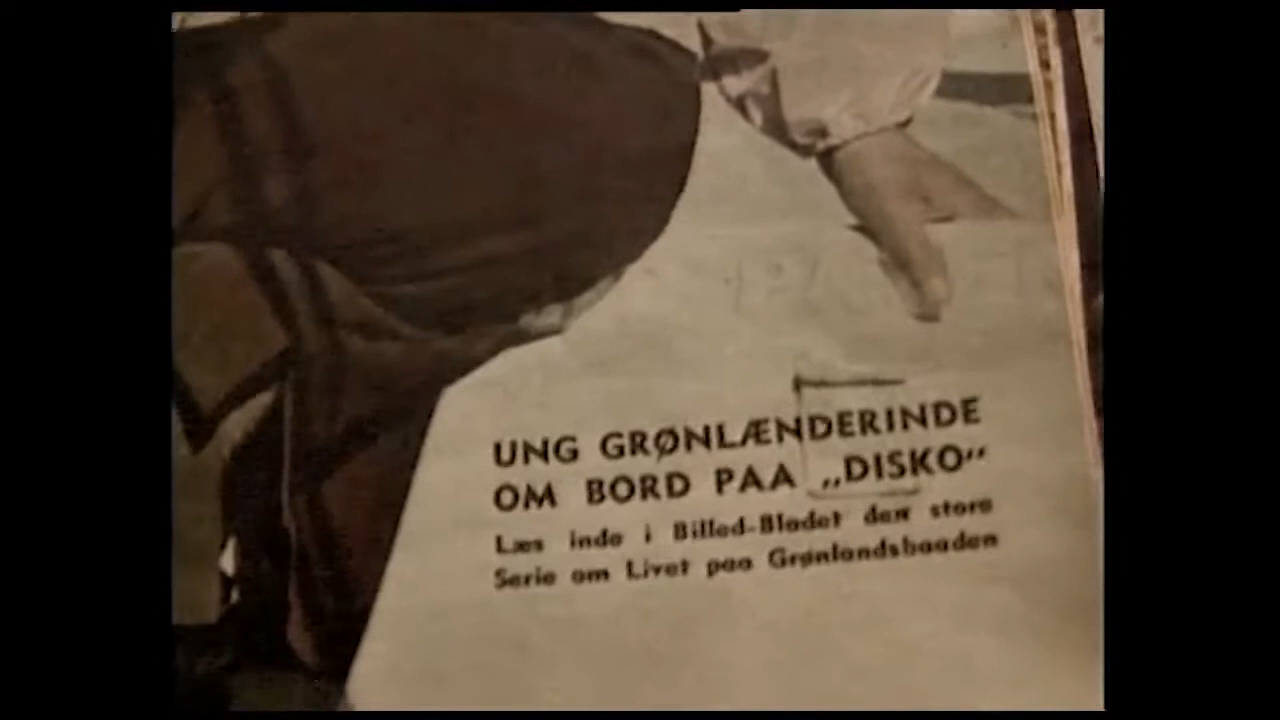 UNG GRØNLÆNDERINDE
OM BORD PAA „DISKO“
Læs inde i Billed-Bladet den store
Serie om Livet paa Grønlandsbaaden